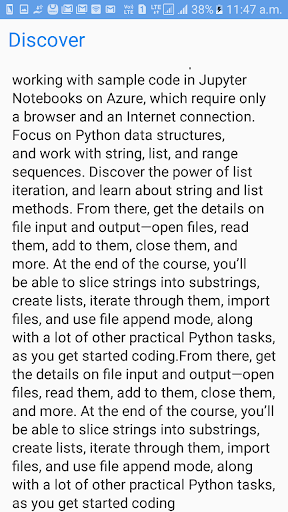 38% 11:47 a.m.
Discover
working with sample code in Jupyter
Notebooks on Azure, which require only
a browser and an Internet connection.
Focus on Python data structures,
and work with string, list, and range
sequences. Discover the power of list
iteration, and learn about string and list
methods. From there, get the details on
file input and output—open files, read
them, add to them, close them, and
more. At the end of the course, you’ll
be able to slice strings into substrings,
create lists, iterate through them, import
files, and use file append mode, along
with a lot of other practical Python tasks,
as you get started coding.From there, get
the details on file input and output—open
files, read them, add to them, close them,
and more. At the end of the course, you’ll
be able to slice strings into substrings,
create lists, iterate through them, import
files, and use file append mode, along
with a lot of other practical Python tasks,
as you get started coding